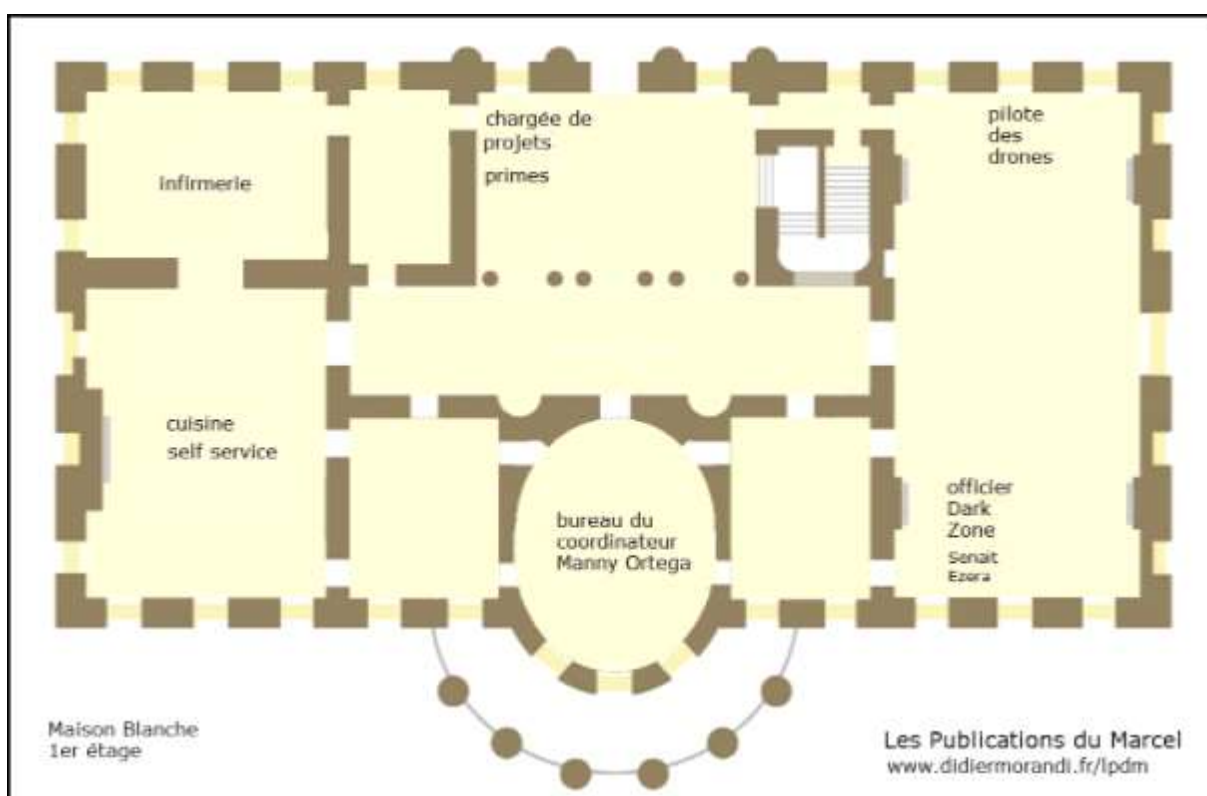 chargée de
projets
primes
pilote
des
drones
infirmerie
cuisine
self service
bureau du
coordinateur
Manny Ortega
officier
Dark
Zone
Senait
Ezera
Maison Blanche
1er étage
Les Publications du Marcel
www.didiermorandi.fr/lpdm